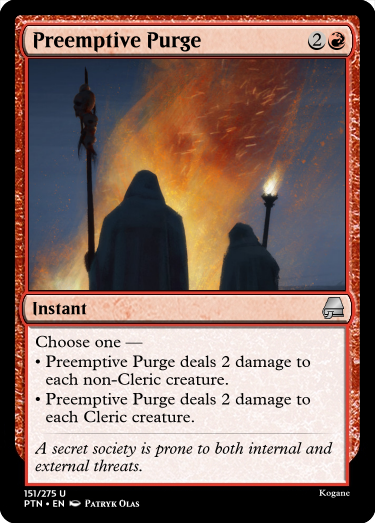 Preemptive Purge 2
Instant
Choose one —
• Preemptive Purge deals 2 damage to
each non-Cleric creature.
• Preemptive Purge deals 2 damage to
each Cleric creature.
A secret society is prone to both internal and
external threats.
151/275 U Kogane
PTN • EN Patryk Olas